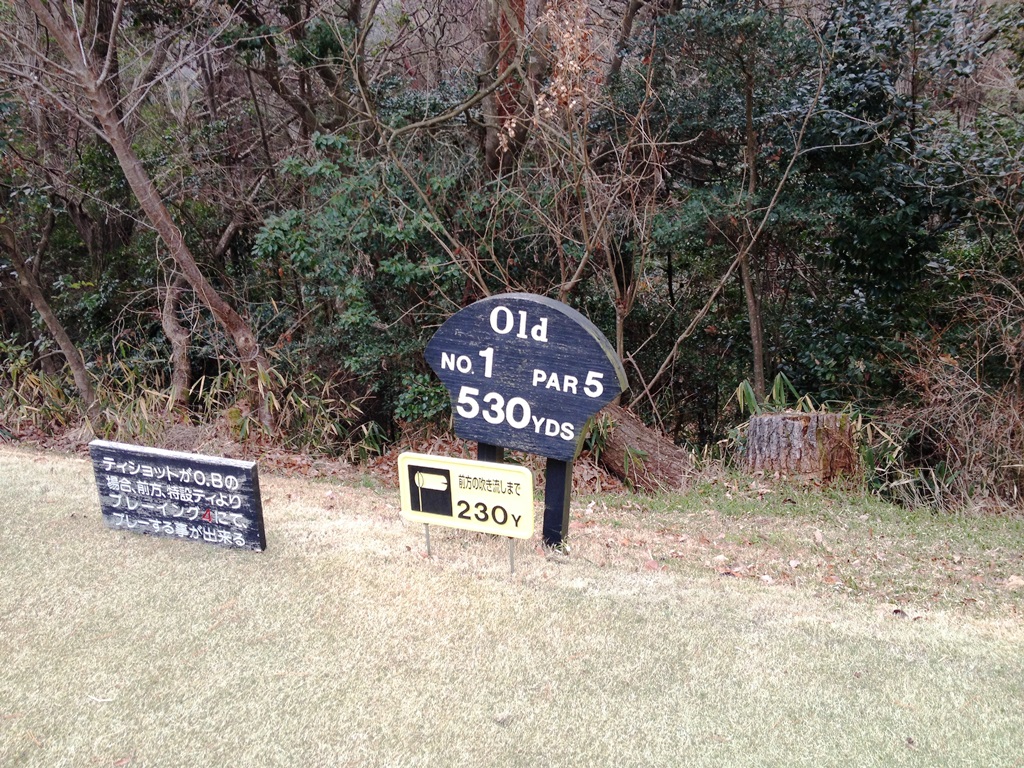 Old
NO.1 PAR5
530YDS
ティショットがO.Bの
場合、前方、特設ティより
プレーイング4にて
プレーする事が出来る
前方の吹き流しまで
230Y